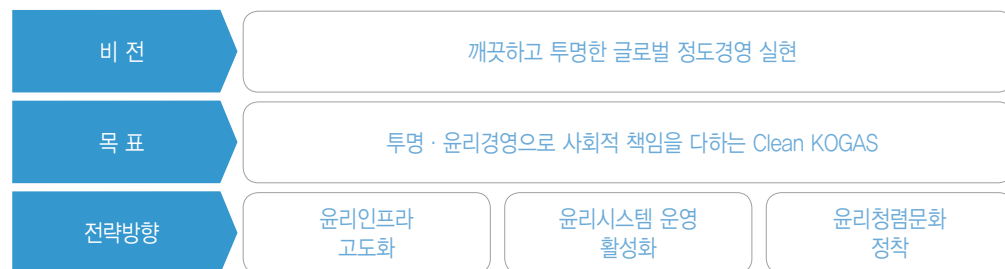 비 전
깨끗하고 투명한 글로벌 정도경영 실현
목 표
투명 · 윤리경영으로 사회적 책임을 다하는 Clean KOGAS
전략방향
윤리인프라
고도화
윤리시스템 운영
활성화
윤리청렴문화
정착